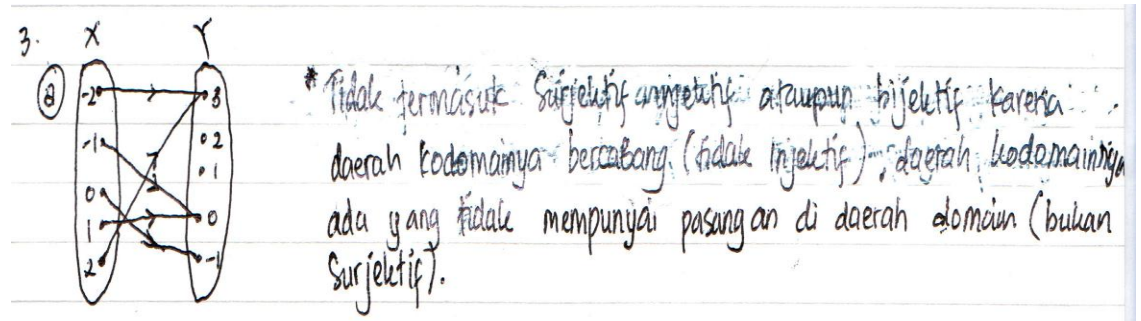 3.
X Y
(a) -2 3
-1 2
0 1
1 0
2 -1
* Tidak termasuk Surjektif, injektif ataupun bijektif karena
daerah kodomainya bercabang (tidak injektif), daerah kodomainnya
ada yang tidak mempunyai pasangan di daerah domain (bukan
Surjektif).